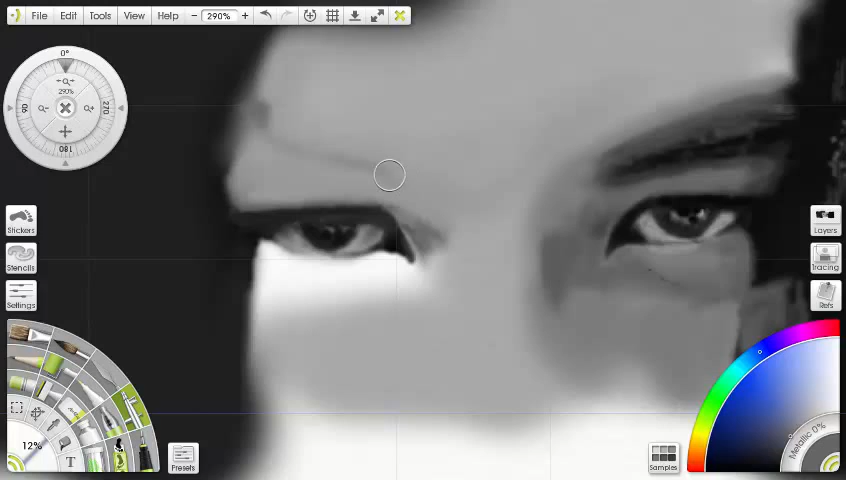 File Edit Tools View Help − 290% +
0°
290%
90
270
180
Stickers
Stencils
Settings
Layers
Tracing
Refs
12%
T
Presets
Samples
Metallic 0%